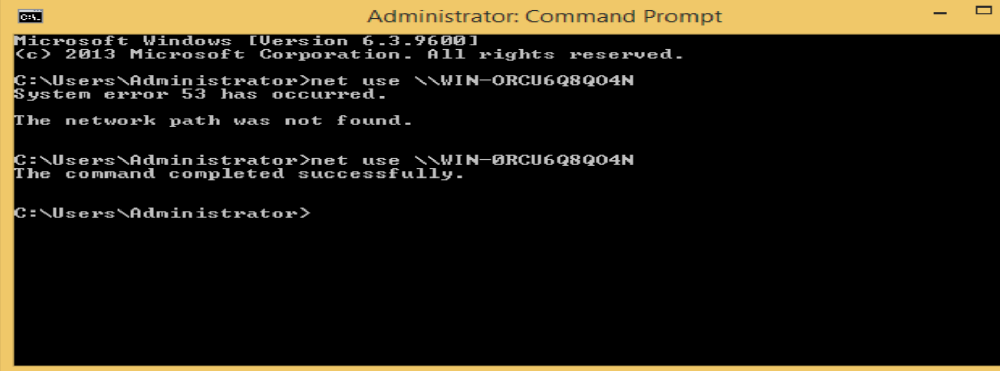 Administrator: Command Prompt
Microsoft Windows [Version 6.3.9600]
(c) 2013 Microsoft Corporation. All rights reserved.
C:\Users\Administrator>net use \\WIN-ORCU6Q8QO4N
System error 53 has occurred.
The network path was not found.
C:\Users\Administrator>net use \\WIN-0RCU6Q8QO4N
The command completed successfully.
C:\Users\Administrator>